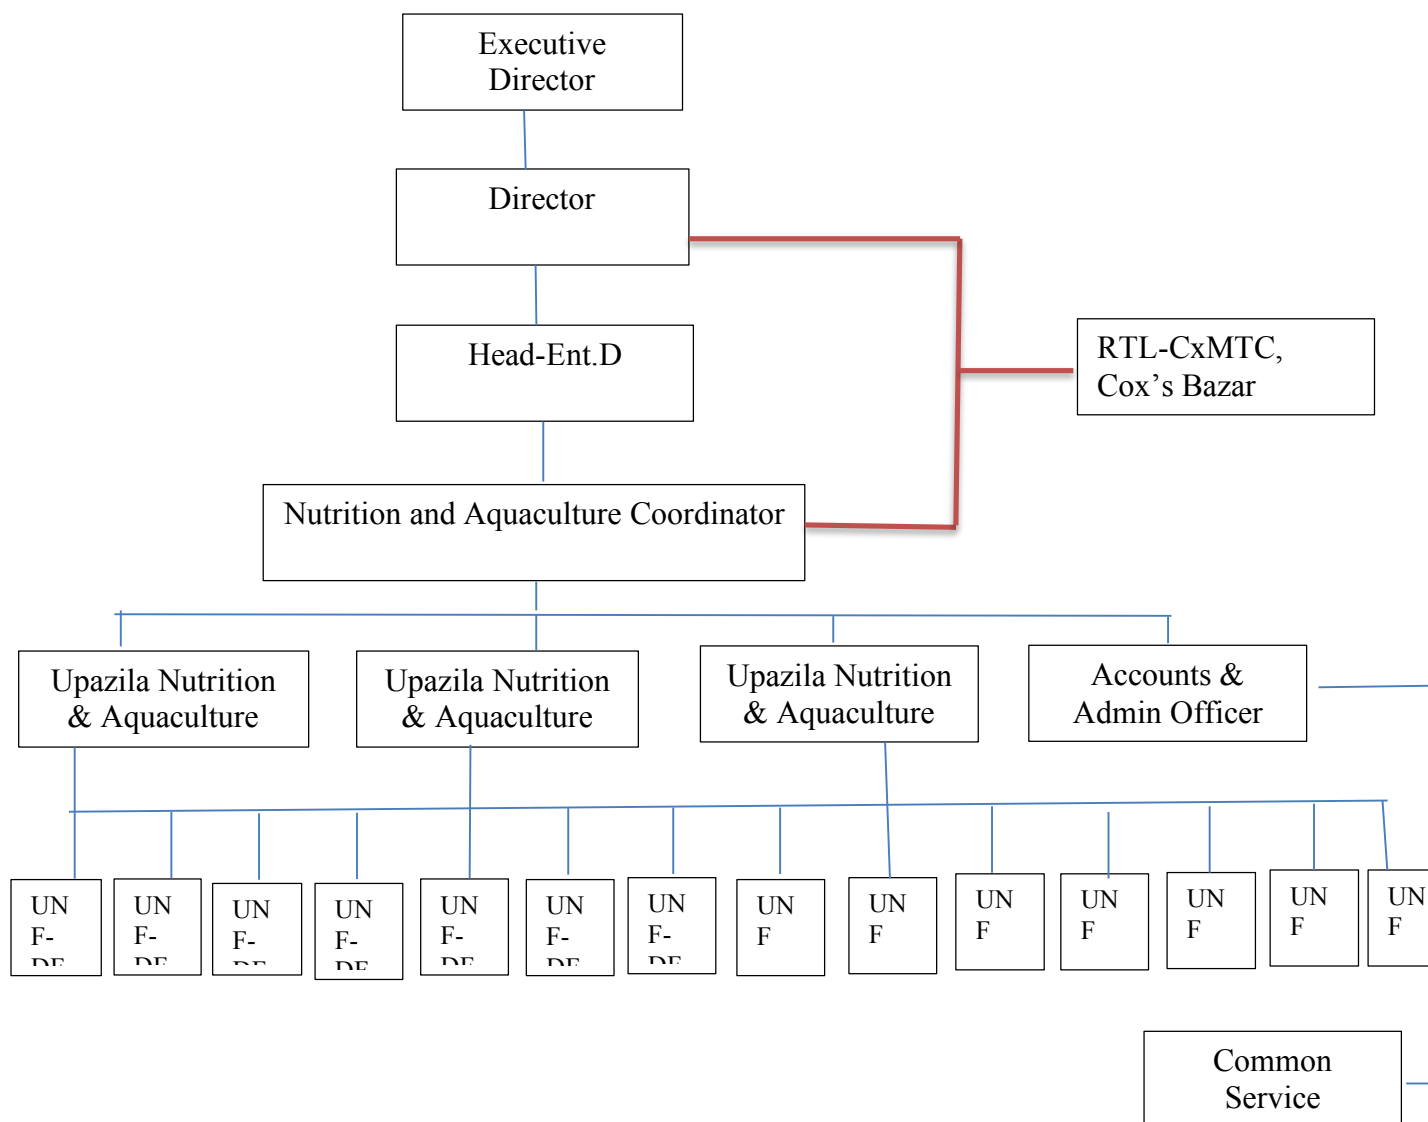 Executive
Director
Director
Head-Ent.D
RTL-CxMTC,
Cox’s Bazar
Nutrition and Aquaculture Coordinator
Upazila Nutrition
& Aquaculture
Upazila Nutrition
& Aquaculture
Upazila Nutrition
& Aquaculture
Accounts &
Admin Officer
UN
F-
UN
F-
UN
F-
UN
F-
UN
F-
UN
F-
UN
F-
UN
F
UN
F
UN
F
UN
F
UN
F
UN
F
UN
F
Common
Service